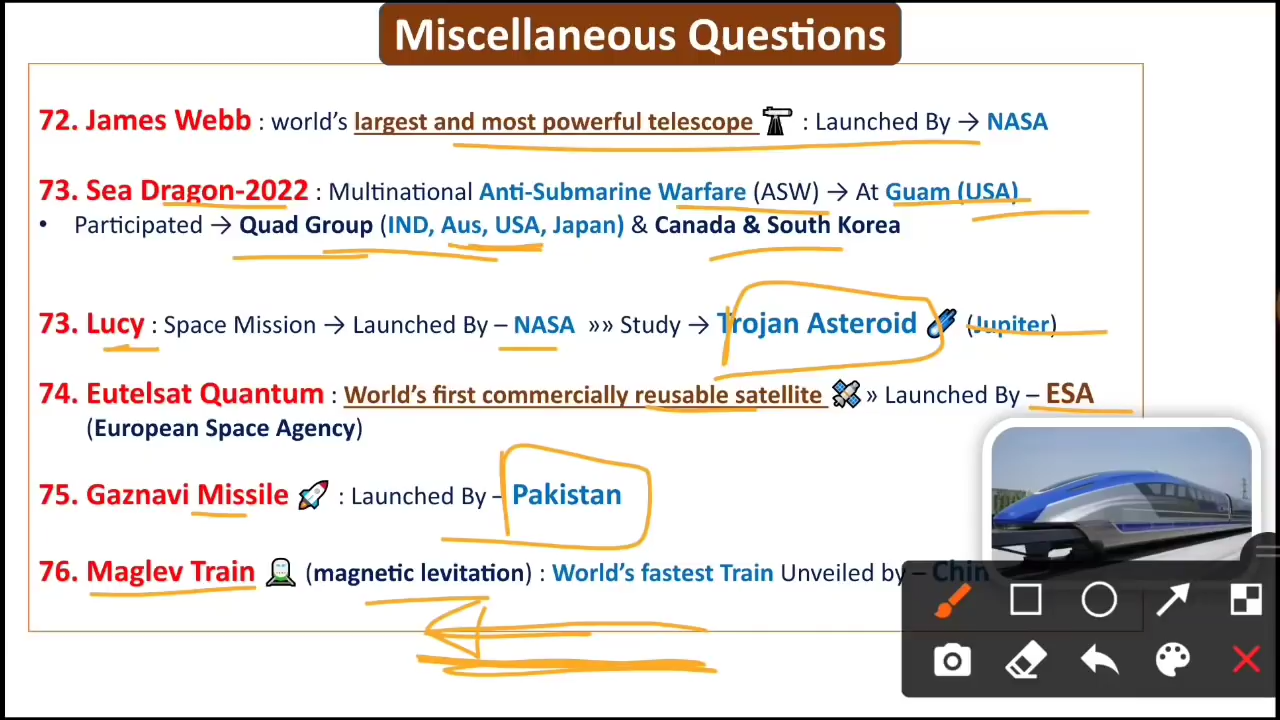 Miscellaneous Questions
72. James Webb : world's largest and most powerful telescope : Launched By → NASA
73. Sea Dragon-2022 : Multinational Anti-Submarine Warfare (ASW) → At Guam (USA)
• Participated → Quad Group (IND, Aus, USA, Japan) & Canada & South Korea
73. Lucy : Space Mission → Launched By – NASA »» Study → Trojan Asteroid (Jupiter)
74. Eutelsat Quantum : World's first commercially reusable satellite » Launched By – ESA
(European Space Agency)
75. Gaznavi Missile : Launched By – Pakistan
76. Maglev Train (magnetic levitation) : World's fastest Train Unveiled by –